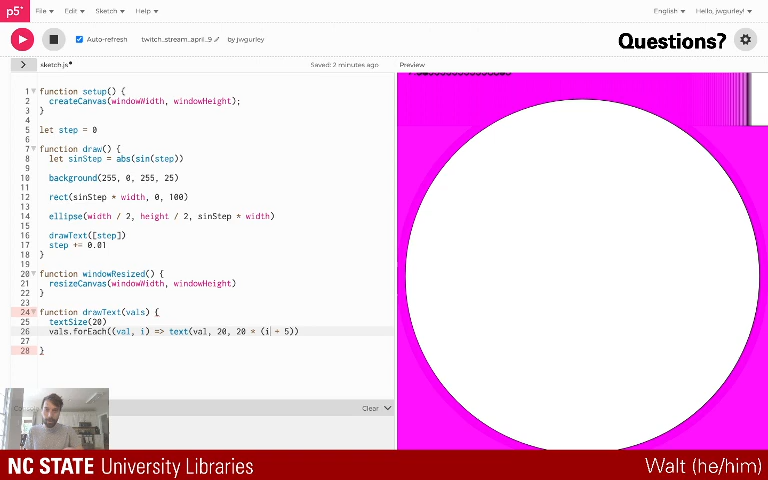 p5* File Edit Sketch Help English Hello, jwgurley!
Auto-refresh twitch_stream_april_9 by jwgurley Questions?
sketch.js Saved: 2 minutes ago Preview
1 function setup() {
2 createCanvas(windowWidth, windowHeight);
3 }
4
5 let step = 0
6
7 function draw() {
8 let sinStep = abs(sin(step))
9
10 background(255, 0, 255, 25)
11
12 rect(sinStep * width, 0, 100)
13
14 ellipse(width / 2, height / 2, sinStep * width)
15
16 drawText([step])
17 step += 0.01
18 }
19
20 function windowResized() {
21 resizeCanvas(windowWidth, windowHeight)
22 }
23
24 function drawText(vals) {
25 textSize(20)
26 vals.forEach((val, i) => text(val, 20, 20 * (i + 5))
27
28 }
Clear
NC STATE University Libraries Walt (he/him)